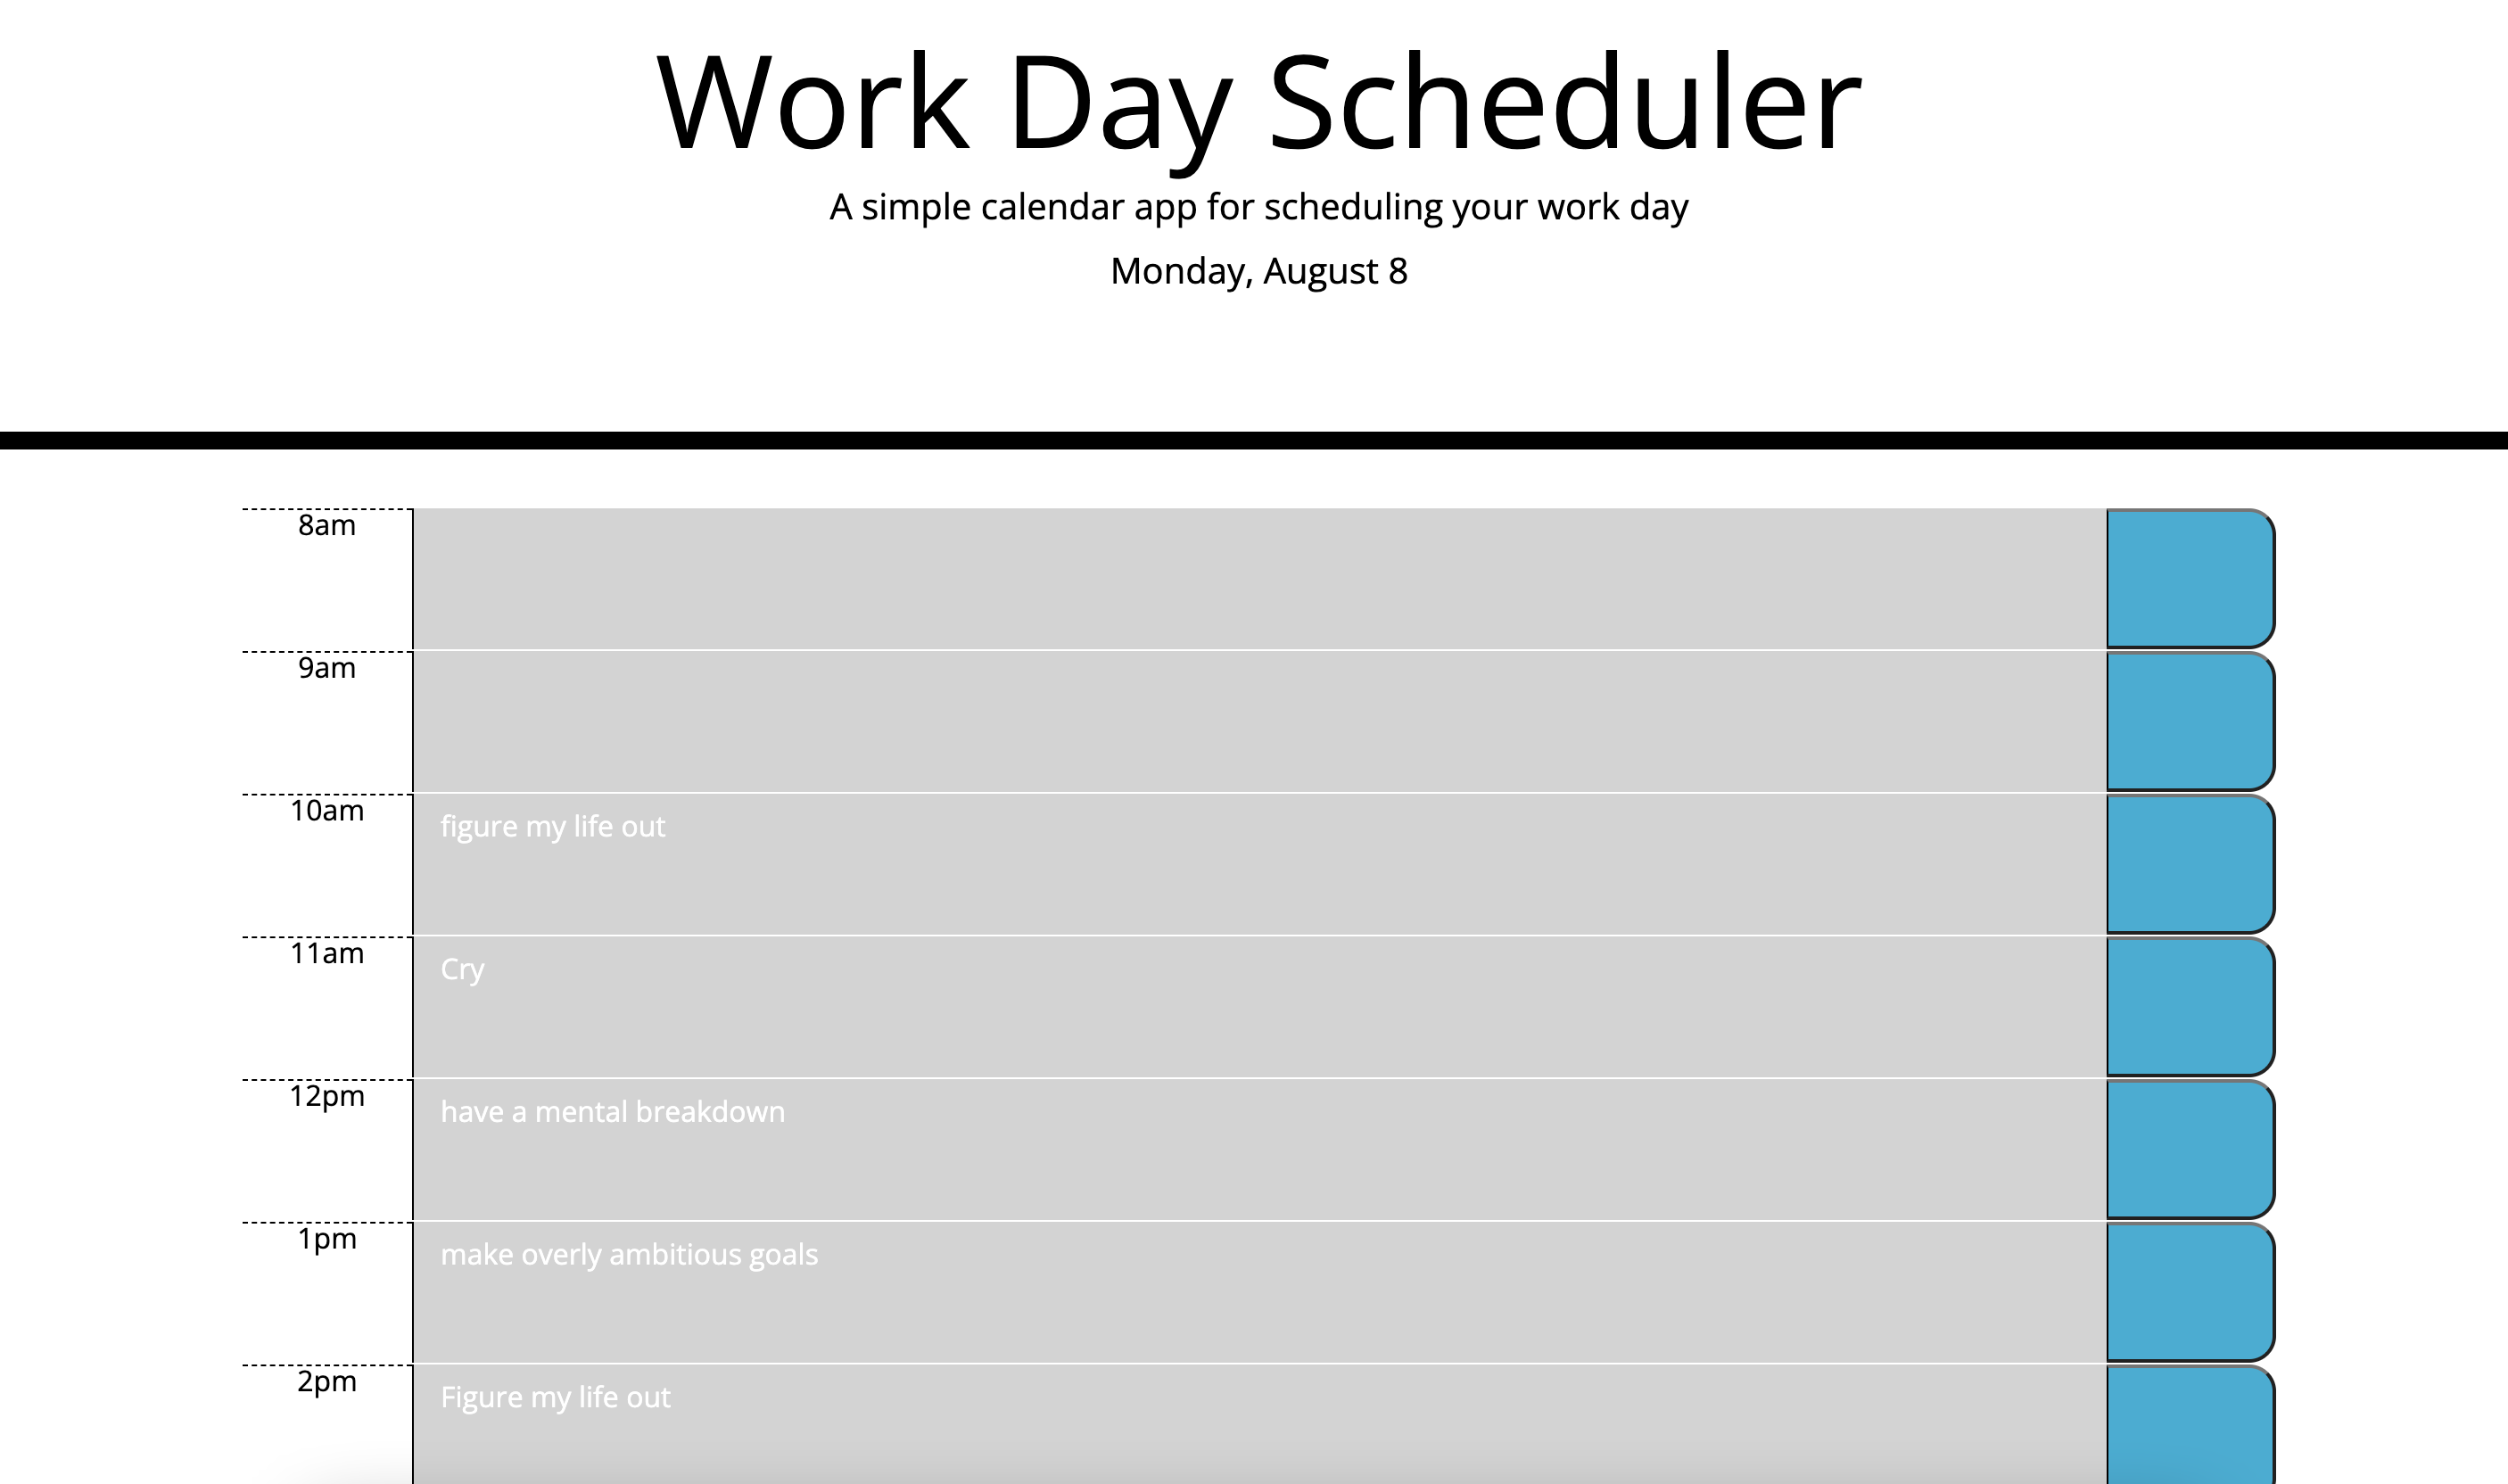 Work Day Scheduler
A simple calendar app for scheduling your work day
Monday, August 8
8am
9am
10am
figure my life out
11am
Cry
12pm
have a mental breakdown
1pm
make overly ambitious goals
2pm
Figure my life out